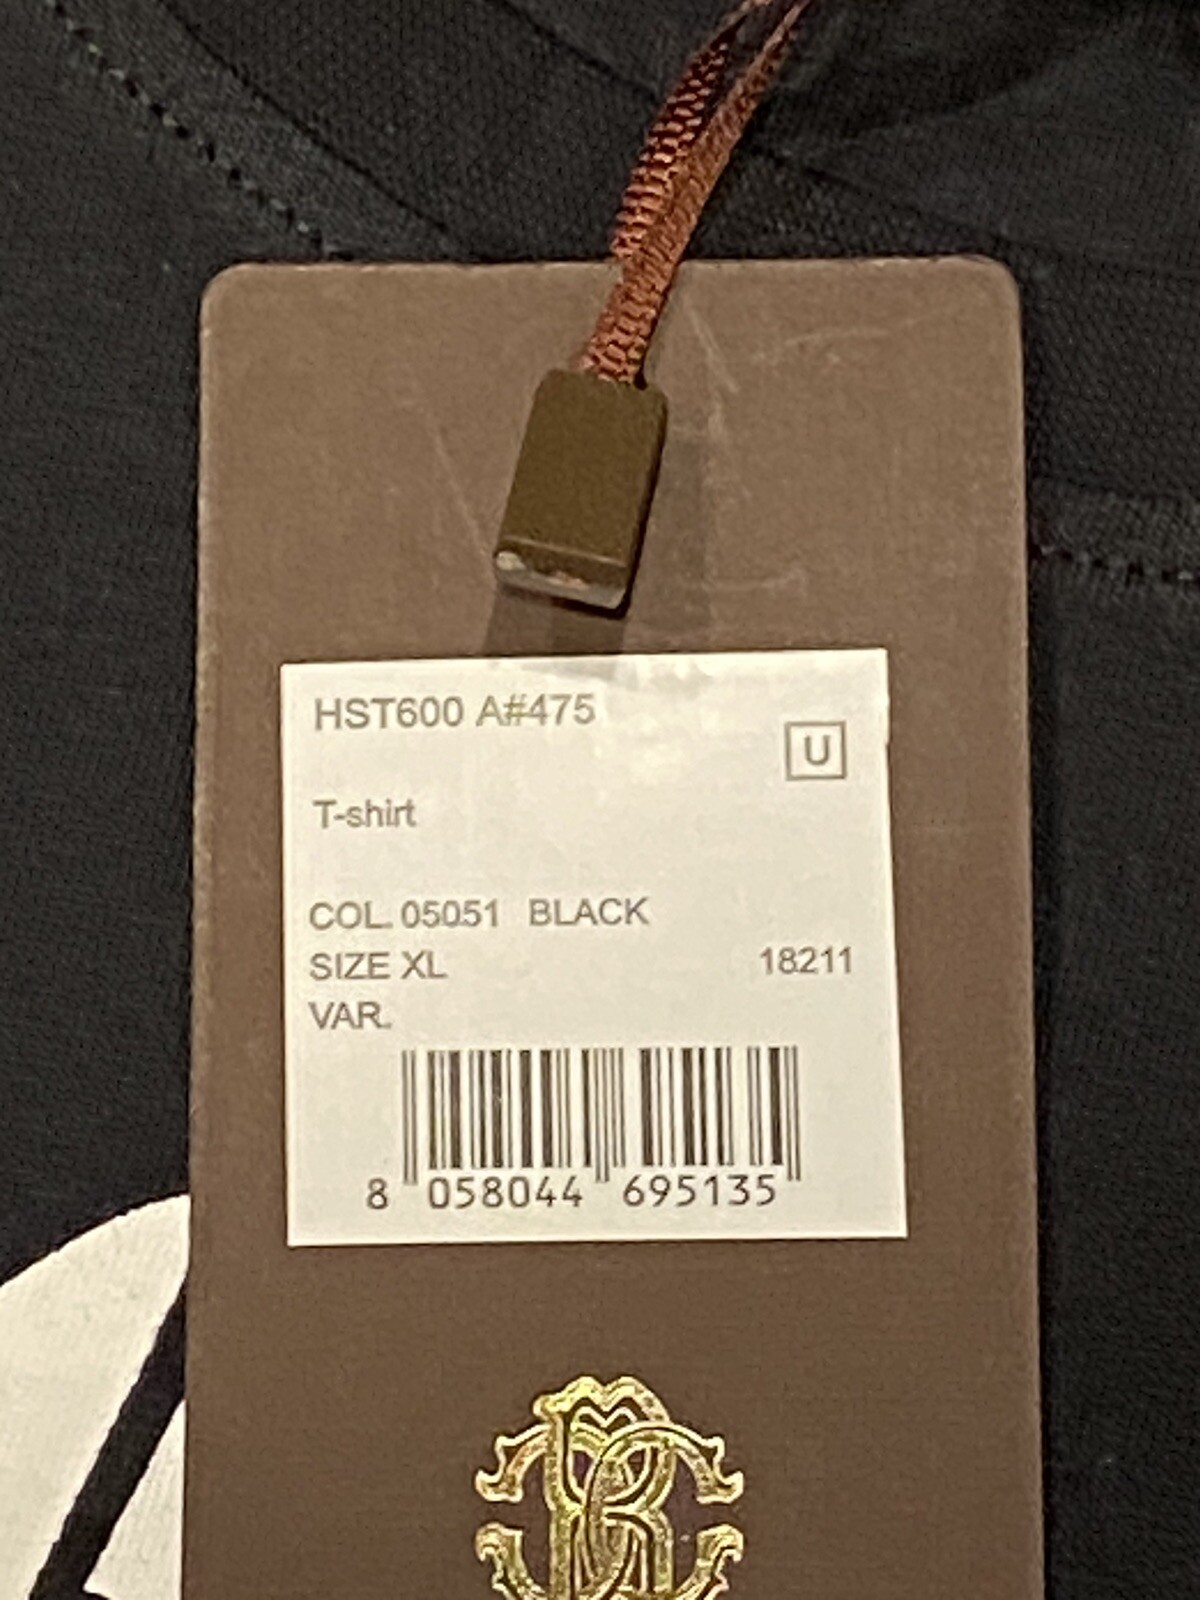 HST600 A#475
U
T-shirt
COL. 05051 BLACK
SIZE XL 18211
VAR.
8 058044 695135